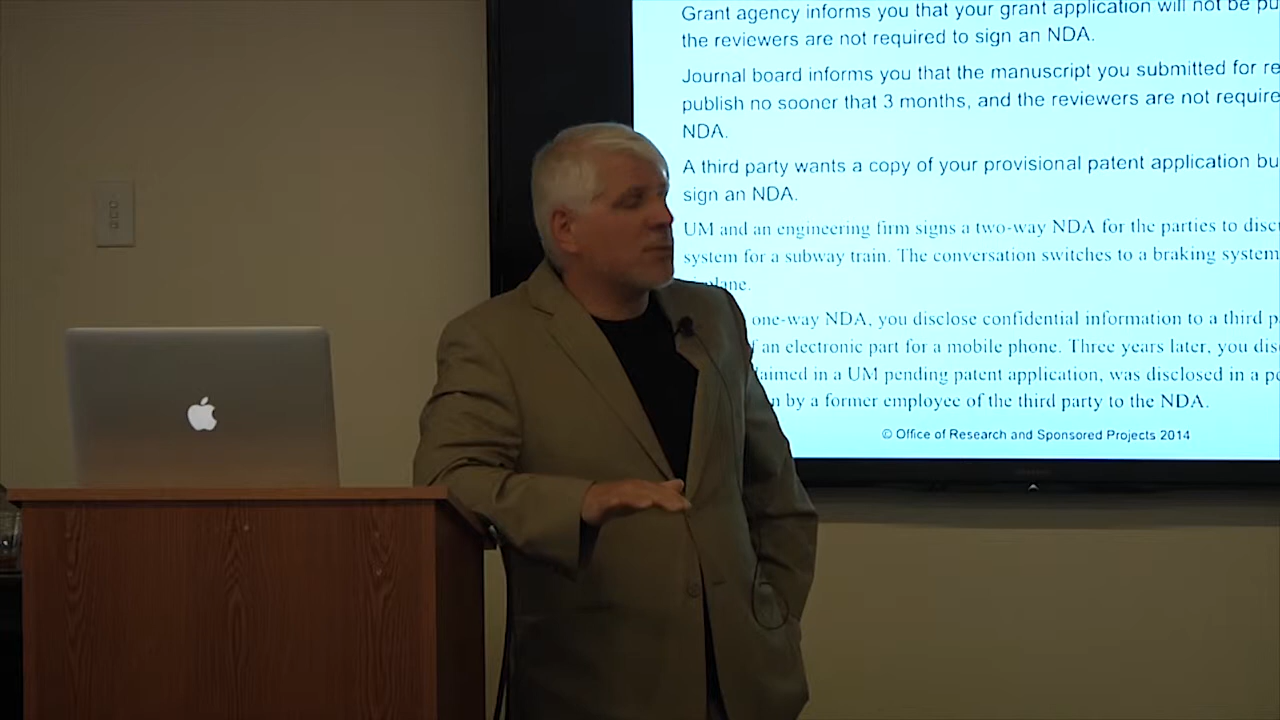 Grant agency informs you that your grant application will not be pu
the reviewers are not required to sign an NDA.
Journal board informs you that the manuscript you submitted for re
publish no sooner that 3 months, and the reviewers are not require
NDA.
A third party wants a copy of your provisional patent application bu
sign an NDA.
UM and an engineering firm signs a two-way NDA for the parties to disc
system for a subway train. The conversation switches to a braking system
plane.
one-way NDA, you disclose confidential information to a third p
an electronic part for a mobile phone. Three years later, you dis
laimed in a UM pending patent application, was disclosed in a p
n by a former employee of the third party to the NDA.
© Office of Research and Sponsored Projects 2014